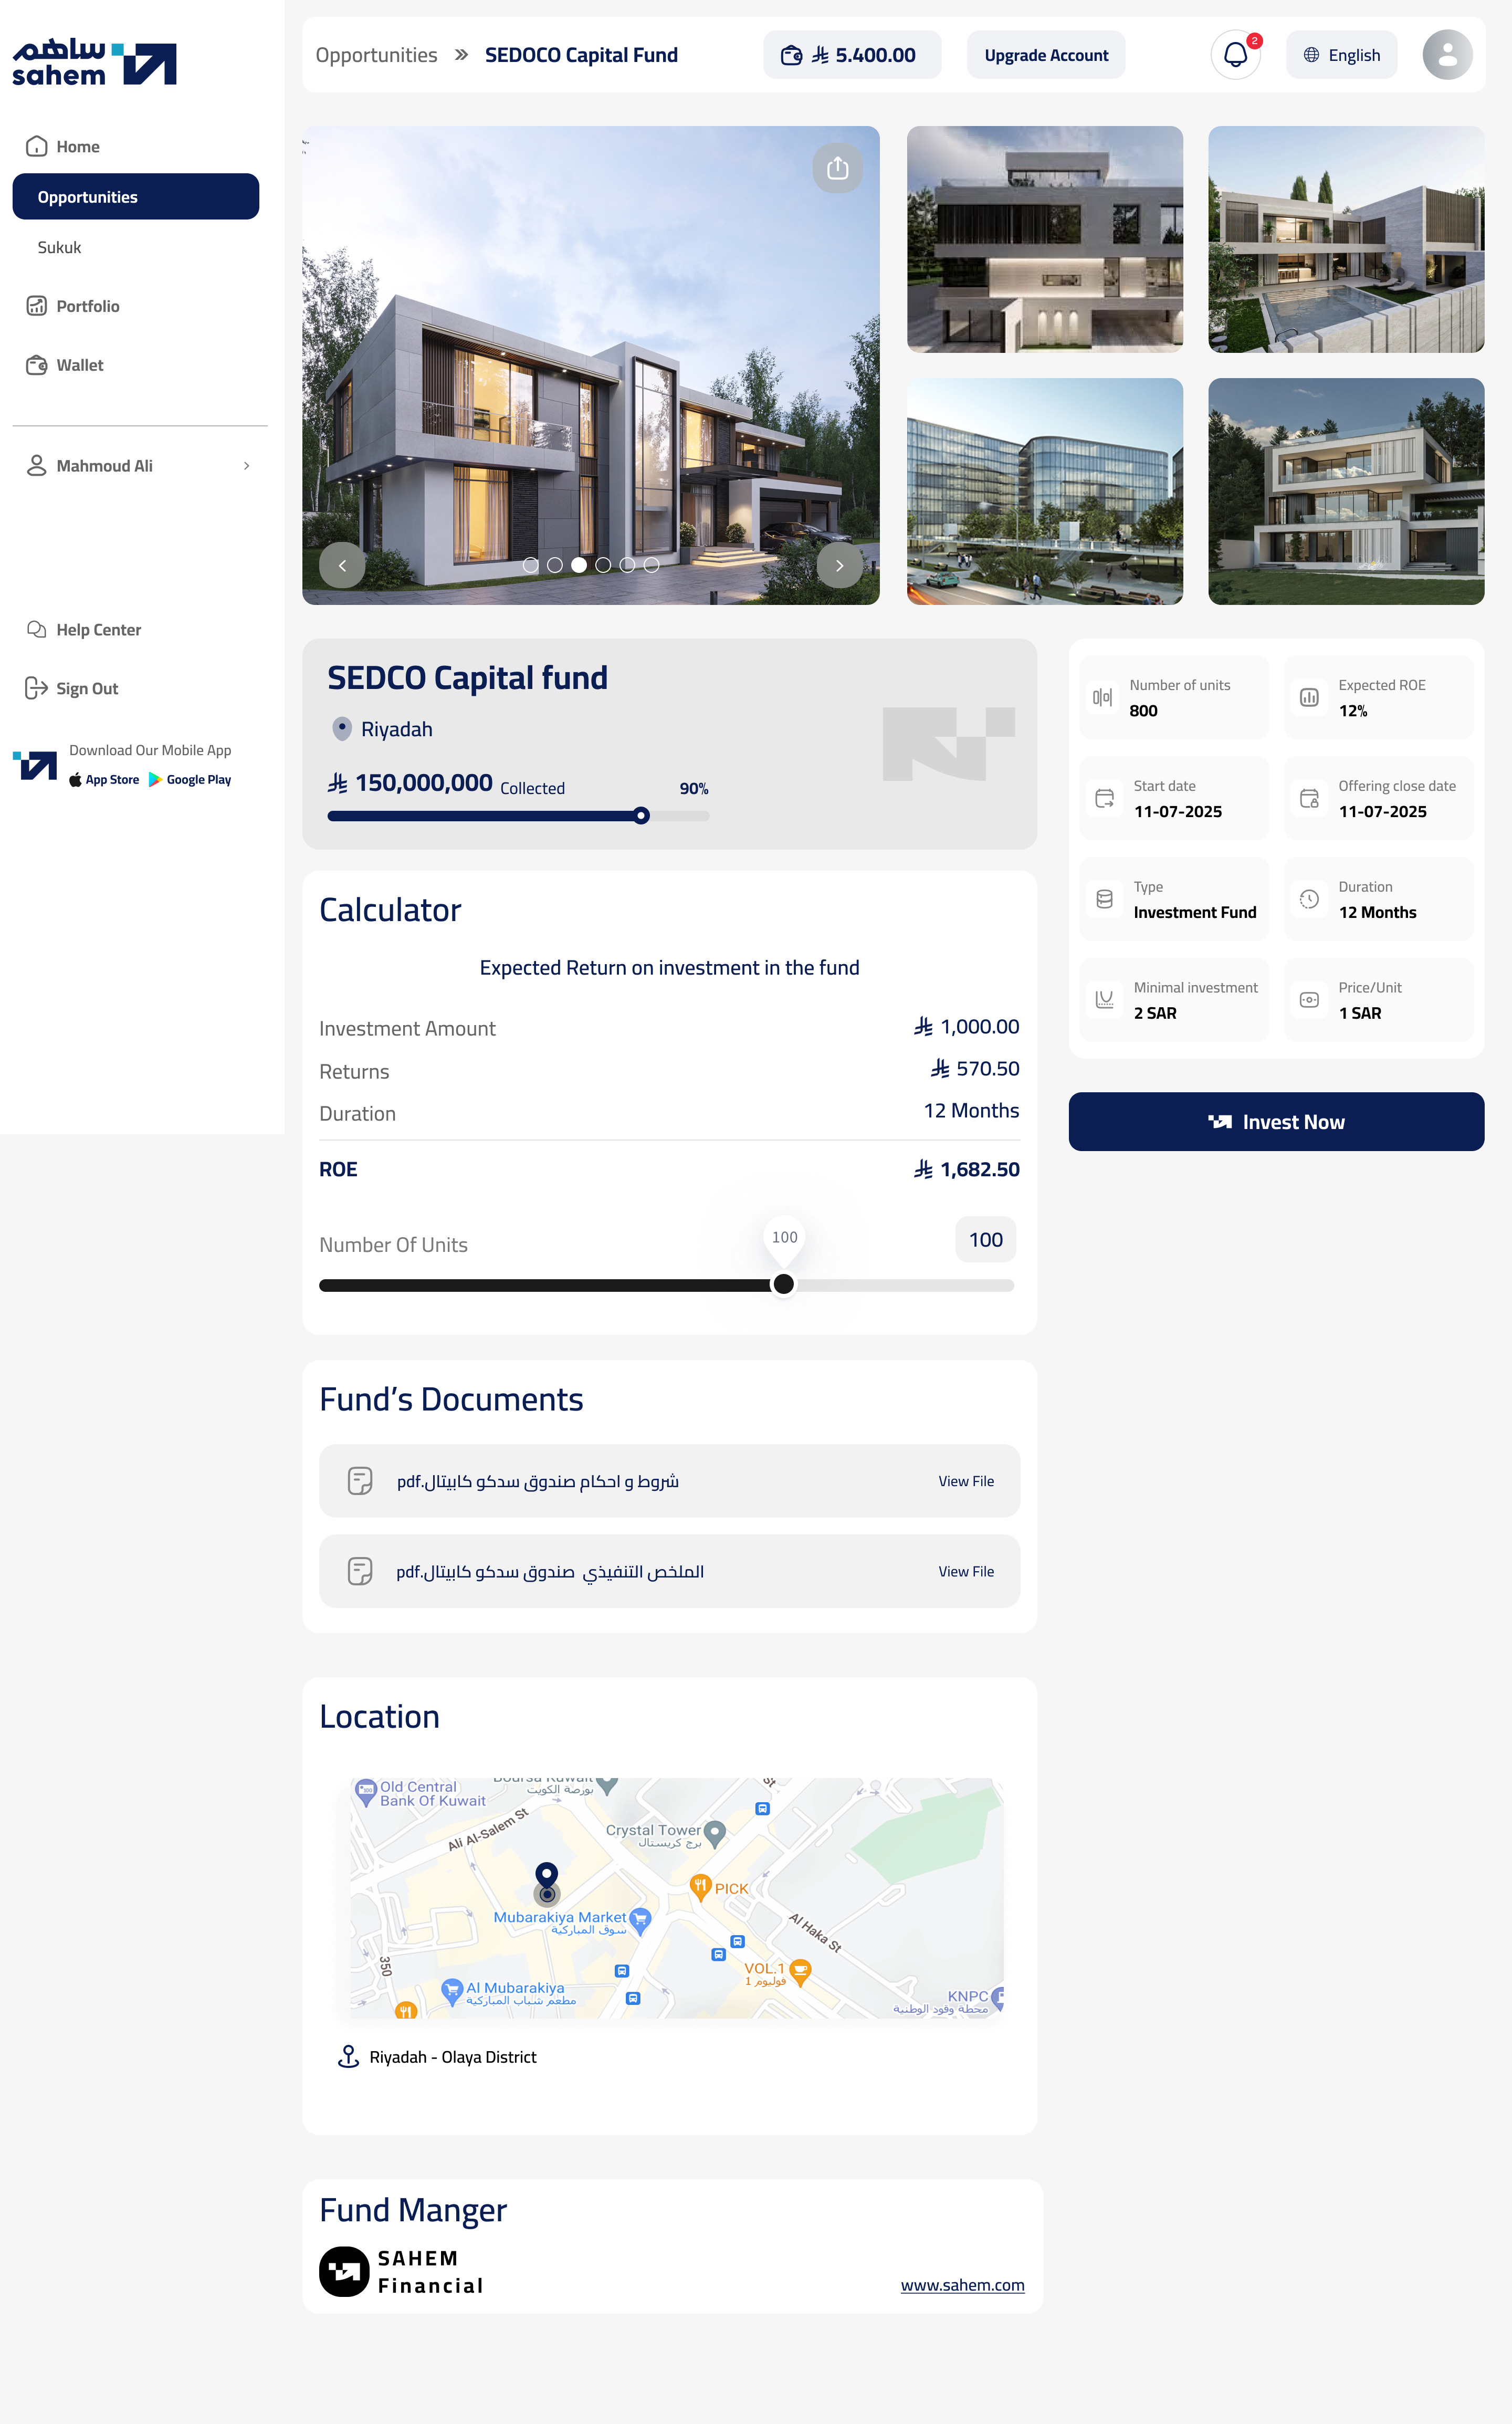 ساهم
sahem
Opportunities » SEDOCO Capital Fund
5.400.00
Upgrade Account
2
English
Home
Opportunities
Sukuk
Portfolio
Wallet
Mahmoud Ali
Help Center
Sign Out
Download Our Mobile App
App Store
Google Play
SEDCO Capital fund
Riyadah
150,000,000 Collected 90%
Number of units
800
Expected ROE
12%
Start date
11-07-2025
Offering close date
11-07-2025
Type
Investment Fund
Duration
12 Months
Minimal investment
2 SAR
Price/Unit
1 SAR
Invest Now
Calculator
Expected Return on investment in the fund
Investment Amount 1,000.00
Returns 570.50
Duration 12 Months
ROE 1,682.50
100
Number Of Units 100
Fund’s Documents
شروط و احكام صندوق سدكو كابيتال.pdf
View File
الملخص التنفيذي صندوق سدكو كابيتال.pdf
View File
Location
Old Central
Bank Of Kuwait
Boursa Kuwait
بورصة الكويت
St
Ali Al-Salem St
Crystal Tower
برج كريستال
PICK
Mubarakiya Market
سوق المباركية
Al Haka St
350
VOL.1
فوليوم 1
Al Mubarakiya
مطعم شباب المباركية
KNPC
محطة وقود الوطنية
Riyadah - Olaya District
Fund Manger
SAHEM
Financial
www.sahem.com